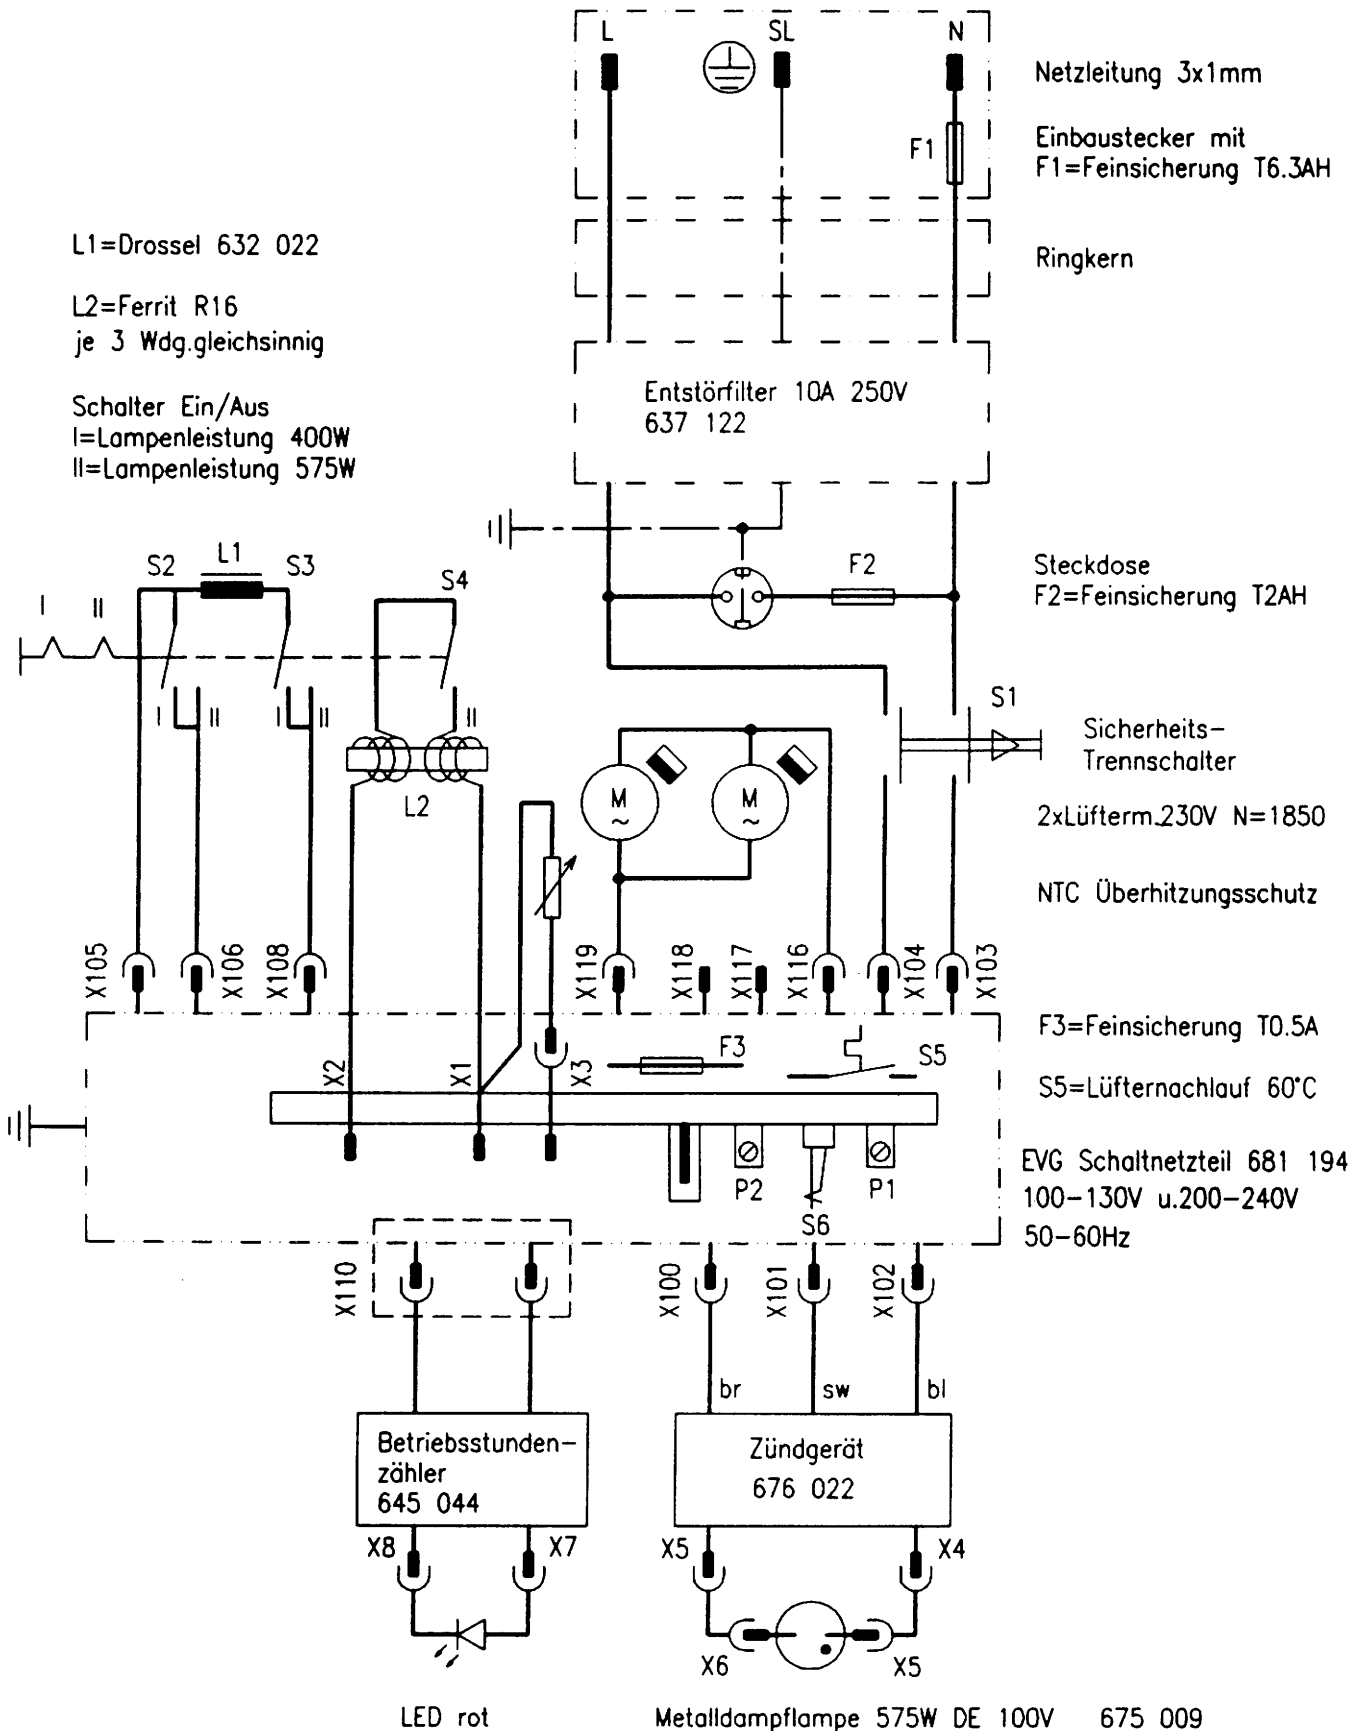 L
SL
N
Netzleitung 3x1mm
F1
Einbaustecker mit
F1=Feinsicherung T6.3AH
L1=Drossel 632 022
Ringkern
L2=Ferrit R16
je 3 Wdg.gleichsinnig
Entstörfilter 10A 250V
637 122
Schalter Ein/Aus
I=Lampenleistung 400W
II=Lampenleistung 575W
S2
L1
S3
S4
F2
Steckdose
F2=Feinsicherung T2AH
I
II
I
II
I
II
II
S1
Sicherheits-
Trennschalter
L2
M
~
M
~
2xLüfterm.230V N=1850
NTC Überhitzungsschutz
X105
X106
X108
X119
X118
X117
X116
X104
X103
F3=Feinsicherung T0.5A
X2
X1
X3
F3
S5
S5=Lüfternachlauf 60°C
P2
S6
P1
EVG Schaltnetzteil 681 194
100-130V u.200-240V
50-60Hz
X110
X100
X101
X102
br
sw
bl
Betriebsstunden-
zähler
645 044
Zündgerät
676 022
X8
X7
X5
X4
X6
X5
LED rot
Metalldampflampe 575W DE 100V 675 009